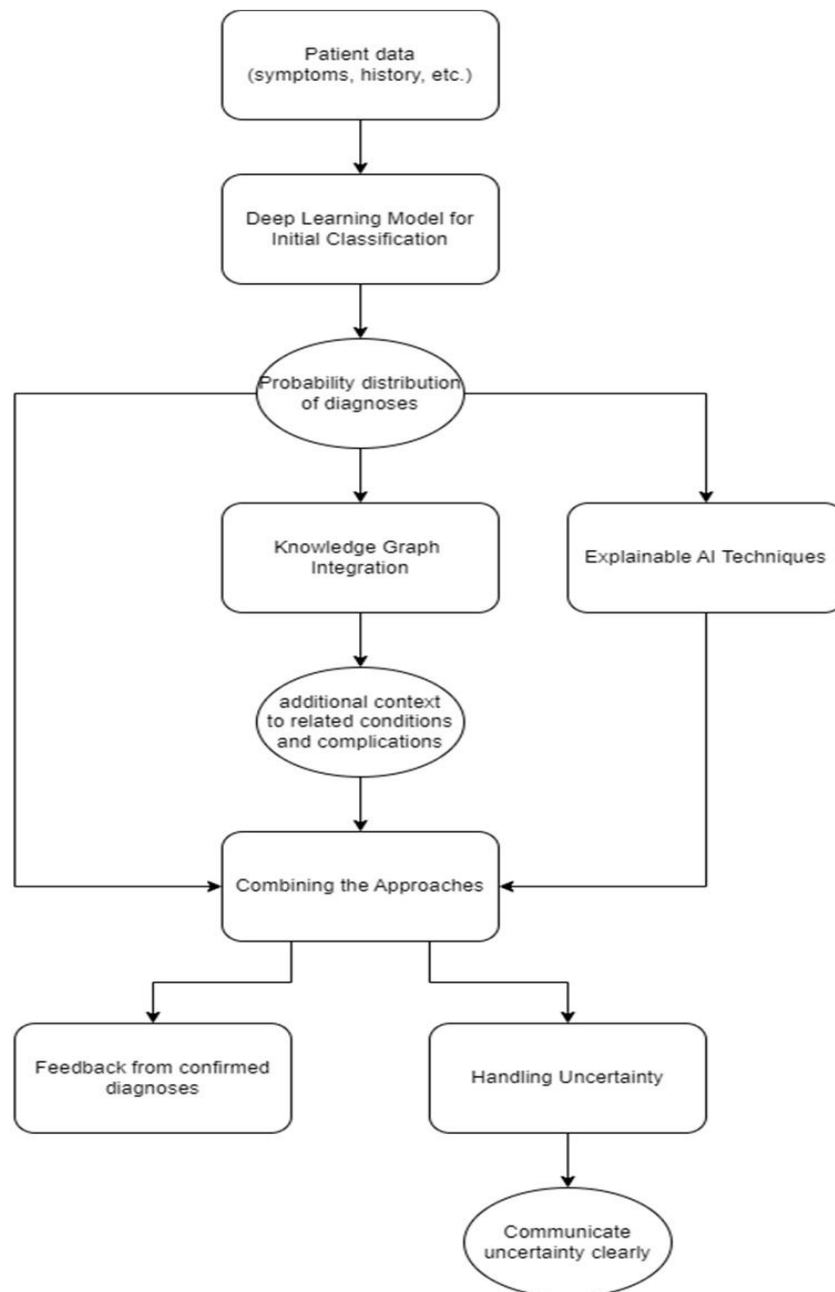 Patient data
(symptoms, history, etc.)
Deep Learning Model for
Initial Classification
Probability distribution
of diagnoses
Knowledge Graph
Integration
Explainable AI Techniques
additional context
to related conditions
and complications
Combining the Approaches
Feedback from confirmed
diagnoses
Handling Uncertainty
Communicate
uncertainty clearly